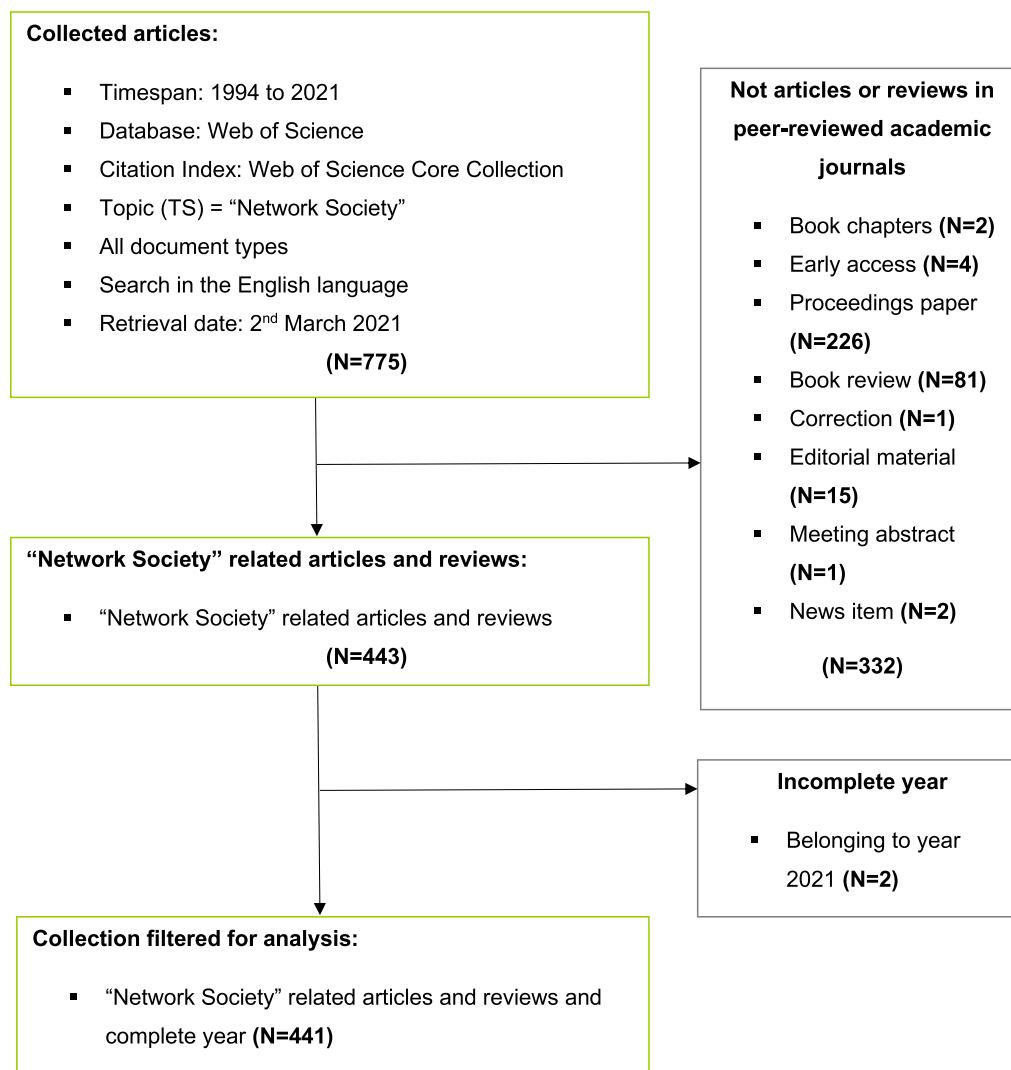 Collected articles:
▪ Timespan: 1994 to 2021
▪ Database: Web of Science
▪ Citation Index: Web of Science Core Collection
▪ Topic (TS) = “Network Society”
▪ All document types
▪ Search in the English language
▪ Retrieval date: 2nd March 2021
(N=775)
Not articles or reviews in
peer-reviewed academic
journals
▪ Book chapters (N=2)
▪ Early access (N=4)
▪ Proceedings paper
(N=226)
▪ Book review (N=81)
▪ Correction (N=1)
▪ Editorial material
(N=15)
▪ Meeting abstract
(N=1)
▪ News item (N=2)
(N=332)
“Network Society” related articles and reviews:
▪ “Network Society” related articles and reviews
(N=443)
Incomplete year
▪ Belonging to year
2021 (N=2)
Collection filtered for analysis:
▪ “Network Society” related articles and reviews and
complete year (N=441)